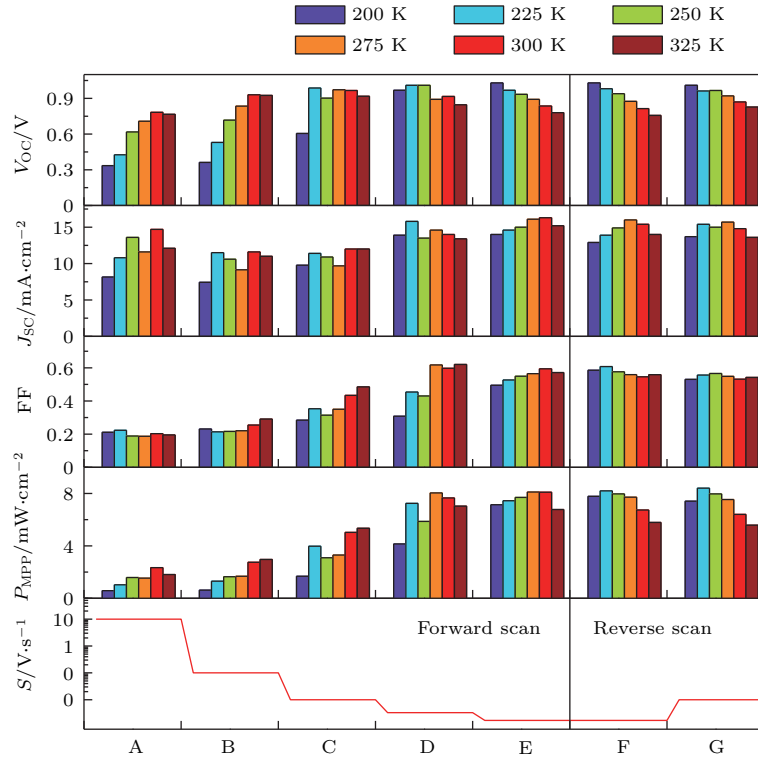 200 K 225 K 250 K
275 K 300 K 325 K
V_OC/V
0.9
0.6
0.3
0
J_SC/mA·cm⁻²
15
10
5
0
FF
0.6
0.4
0.2
0
P_MPP/mW·cm⁻²
8
4
0
S/V·s⁻¹
10
1
0
0
Forward scan Reverse scan
A B C D E F G